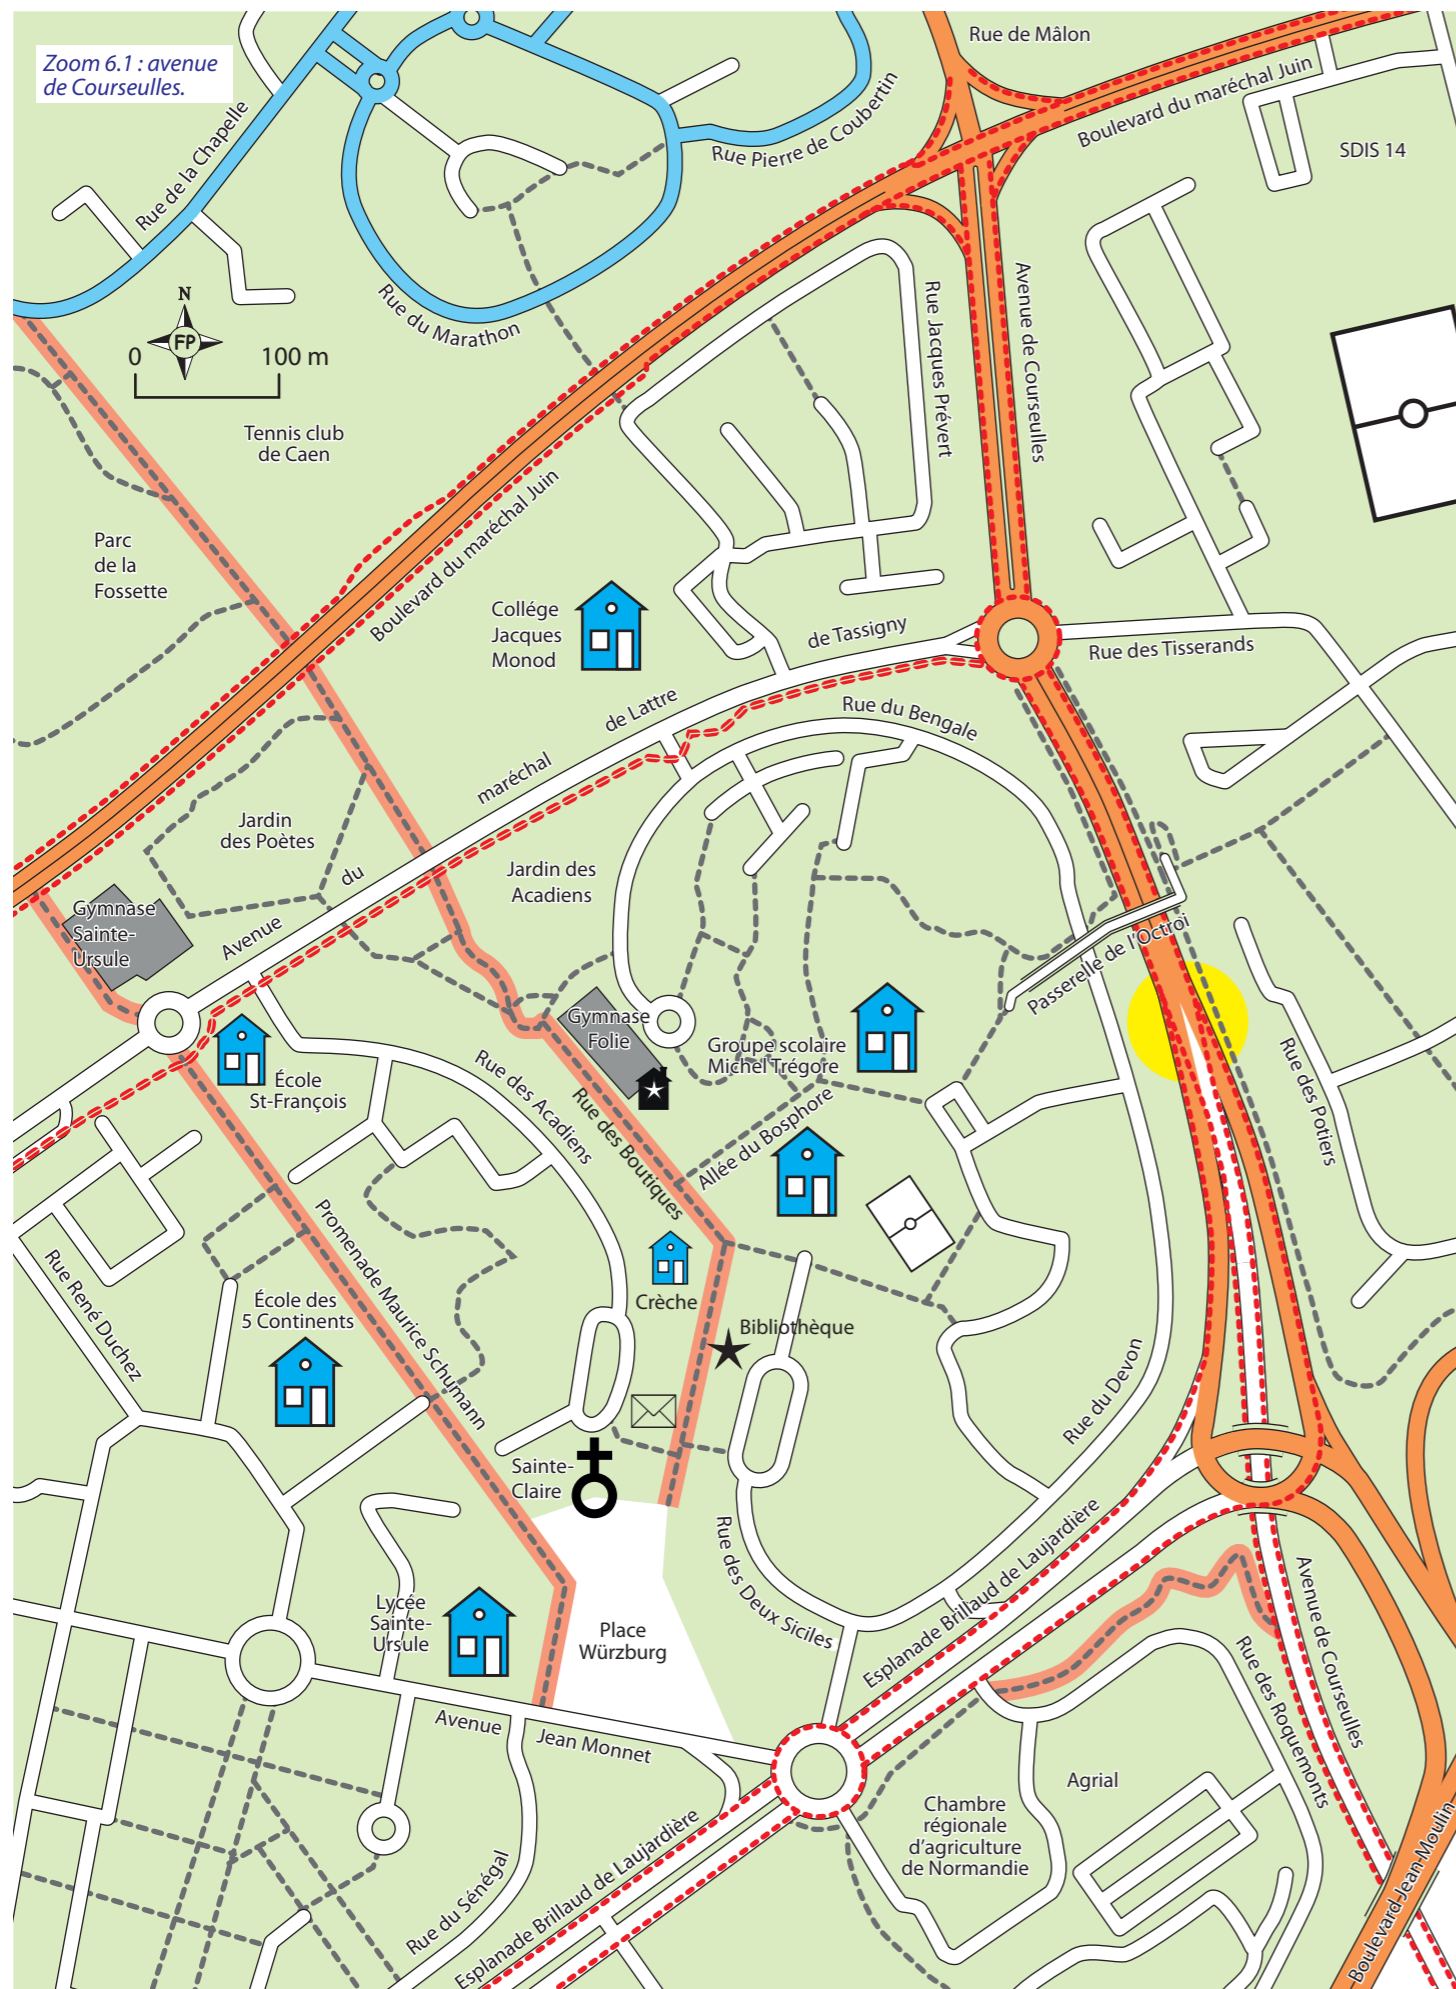 Zoom 6.1 : avenue
de Courseulles.
Rue de Mâlon
Boulevard du maréchal Juin
SDIS 14
Rue de la Chapelle
Rue Pierre de Coubertin
Rue du Marathon
N
FP
0
100 m
Tennis club
de Caen
Rue Jacques Prévert
Avenue de Courseulles
Parc
de la
Fossette
Boulevard du maréchal Juin
Collége
Jacques
Monod
Avenue
du
maréchal
de Lattre
de Tassigny
Rue des Tisserands
Rue du Bengale
Jardin
des Poètes
Jardin des
Acadiens
Gymnase
Sainte-
Ursule
Passerelle de l'Octroi
Gymnase
Folie
Groupe scolaire
Michel Trégore
École
St-François
Rue des Acadiens
Rue des Boutiques
Allée du Bosphore
Rue des Potiers
Promenade Maurice Schumann
Rue René Duchez
École des
5 Continents
Crèche
Bibliothèque
Rue du Devon
Sainte-
Claire
Rue des Deux Siciles
Esplanade Brillaud de Laujardière
Avenue de Courseulles
Rue des Roquemonts
Lycée
Sainte-
Ursule
Place
Würzburg
Avenue
Jean Monnet
Agrial
Chambre
régionale
d'agriculture
de Normandie
Rue du Sénégal
Esplanade Brillaud de Laujardière
Boulevard-Jean-Moulin